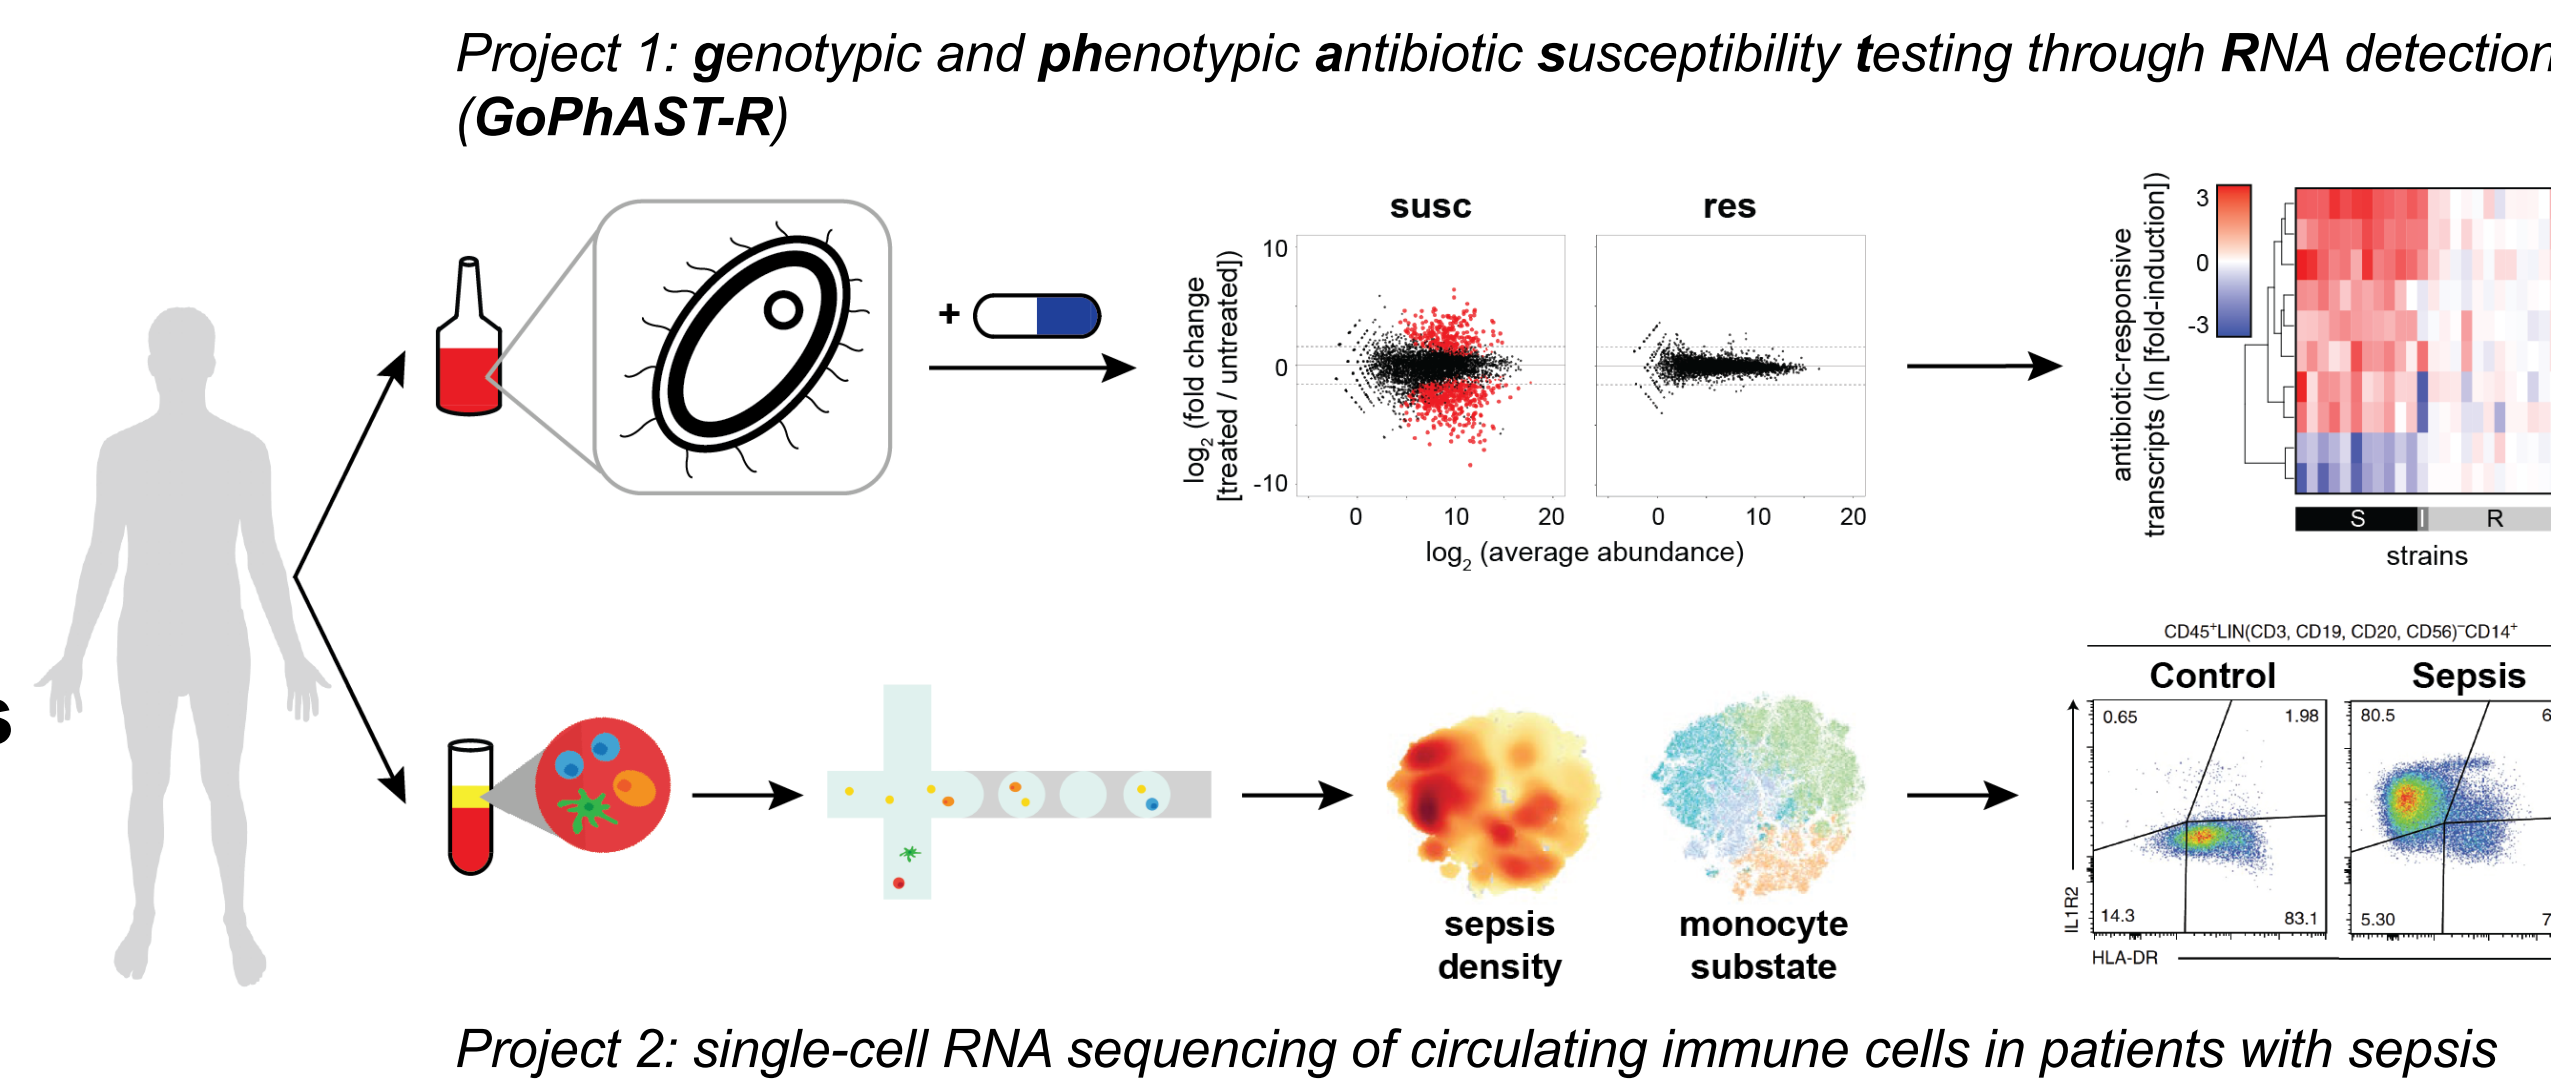 Project 1: genotypic and phenotypic antibiotic susceptibility testing through RNA detection
(GoPhAST-R)
susc
res
log2 (fold change
[treated / untreated])
10
0
-10
0
10
20
0
10
20
log2 (average abundance)
+
antibiotic-responsive
transcripts (ln [fold-induction])
3
0
-3
S
I
R
strains
s
sepsis
density
monocyte
substate
CD45+LIN(CD3, CD19, CD20, CD56)–CD14+
Control
Sepsis
0.65
1.98
14.3
83.1
80.5
6
5.30
7
IL1R2
HLA-DR
Project 2: single-cell RNA sequencing of circulating immune cells in patients with sepsis